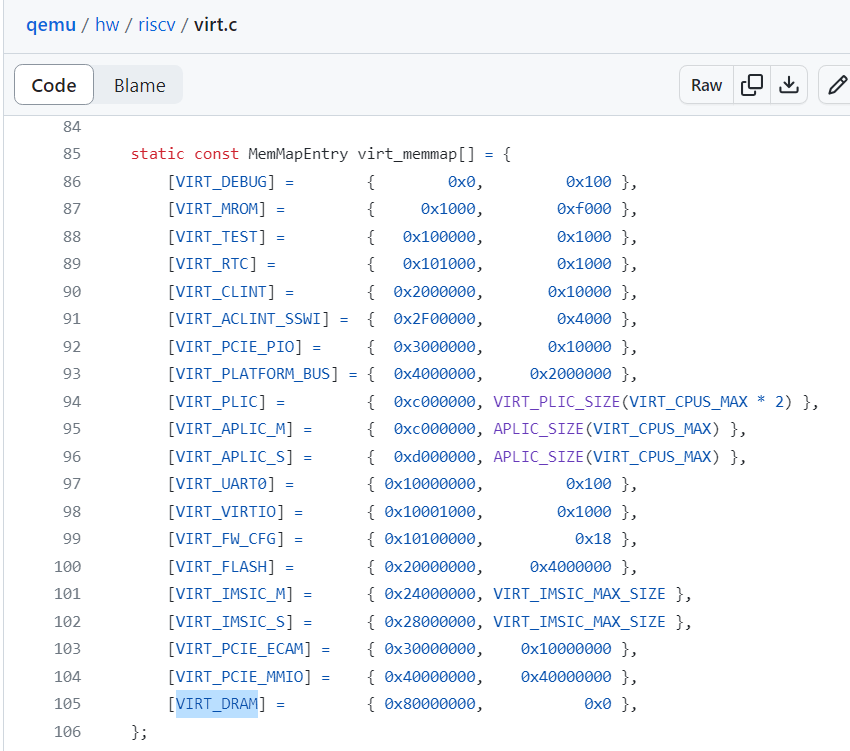 qemu / hw / riscv / virt.c
Code Blame Raw
84
85 static const MemMapEntry virt_memmap[] = {
86 [VIRT_DEBUG] = { 0x0, 0x100 },
87 [VIRT_MROM] = { 0x1000, 0xf000 },
88 [VIRT_TEST] = { 0x100000, 0x1000 },
89 [VIRT_RTC] = { 0x101000, 0x1000 },
90 [VIRT_CLINT] = { 0x2000000, 0x10000 },
91 [VIRT_ACLINT_SSWI] = { 0x2F00000, 0x4000 },
92 [VIRT_PCIE_PIO] = { 0x3000000, 0x10000 },
93 [VIRT_PLATFORM_BUS] = { 0x4000000, 0x2000000 },
94 [VIRT_PLIC] = { 0xc000000, VIRT_PLIC_SIZE(VIRT_CPUS_MAX * 2) },
95 [VIRT_APLIC_M] = { 0xc000000, APLIC_SIZE(VIRT_CPUS_MAX) },
96 [VIRT_APLIC_S] = { 0xd000000, APLIC_SIZE(VIRT_CPUS_MAX) },
97 [VIRT_UART0] = { 0x10000000, 0x100 },
98 [VIRT_VIRTIO] = { 0x10001000, 0x1000 },
99 [VIRT_FW_CFG] = { 0x10100000, 0x18 },
100 [VIRT_FLASH] = { 0x20000000, 0x4000000 },
101 [VIRT_IMSIC_M] = { 0x24000000, VIRT_IMSIC_MAX_SIZE },
102 [VIRT_IMSIC_S] = { 0x28000000, VIRT_IMSIC_MAX_SIZE },
103 [VIRT_PCIE_ECAM] = { 0x30000000, 0x10000000 },
104 [VIRT_PCIE_MMIO] = { 0x40000000, 0x40000000 },
105 [VIRT_DRAM] = { 0x80000000, 0x0 },
106 };